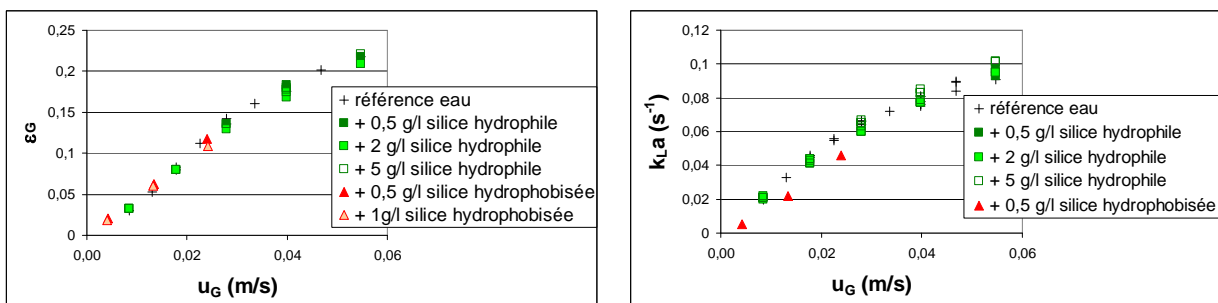 0,25
0,2
0,15
0,1
0,05
0
εG
0,00
0,02
0,04
0,06
uG (m/s)
référence eau
+ 0,5 g/l silice hydrophile
+ 2 g/l silice hydrophile
+ 5 g/l silice hydrophile
+ 0,5 g/l silice hydrophobisée
+ 1g/l silice hydrophobisée
0,12
0,1
0,08
0,06
0,04
0,02
0
kLa (s-1)
0,00
0,02
0,04
0,06
uG (m/s)
référence eau
+ 0,5 g/l silice hydrophile
+ 2 g/l silice hydrophile
+ 5 g/l silice hydrophile
+ 0,5 g/l silice hydrophobisée